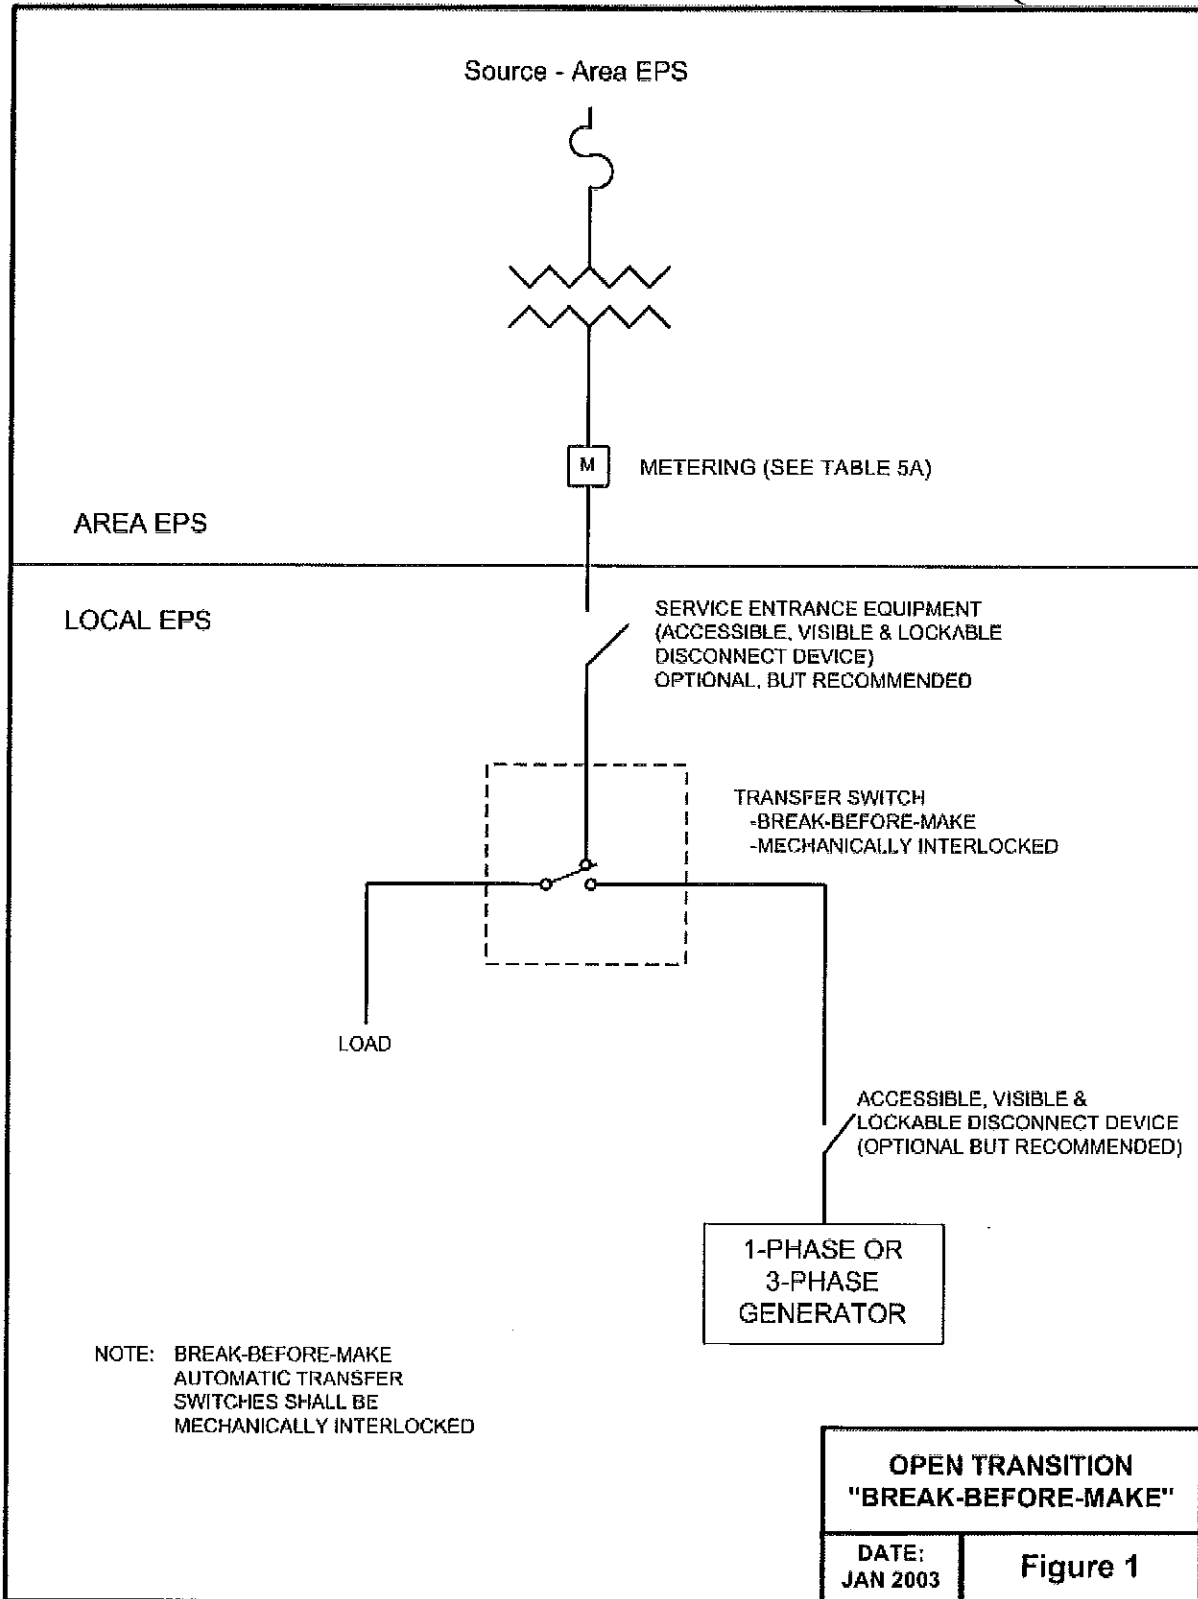 Source - Area EPS
M
METERING (SEE TABLE 5A)
AREA EPS
LOCAL EPS
SERVICE ENTRANCE EQUIPMENT
(ACCESSIBLE, VISIBLE & LOCKABLE
DISCONNECT DEVICE)
OPTIONAL, BUT RECOMMENDED
TRANSFER SWITCH
-BREAK-BEFORE-MAKE
-MECHANICALLY INTERLOCKED
LOAD
ACCESSIBLE, VISIBLE &
LOCKABLE DISCONNECT DEVICE
(OPTIONAL BUT RECOMMENDED)
1-PHASE OR
3-PHASE
GENERATOR
NOTE: BREAK-BEFORE-MAKE
AUTOMATIC TRANSFER
SWITCHES SHALL BE
MECHANICALLY INTERLOCKED
OPEN TRANSITION
"BREAK-BEFORE-MAKE"
DATE:
JAN 2003
Figure 1